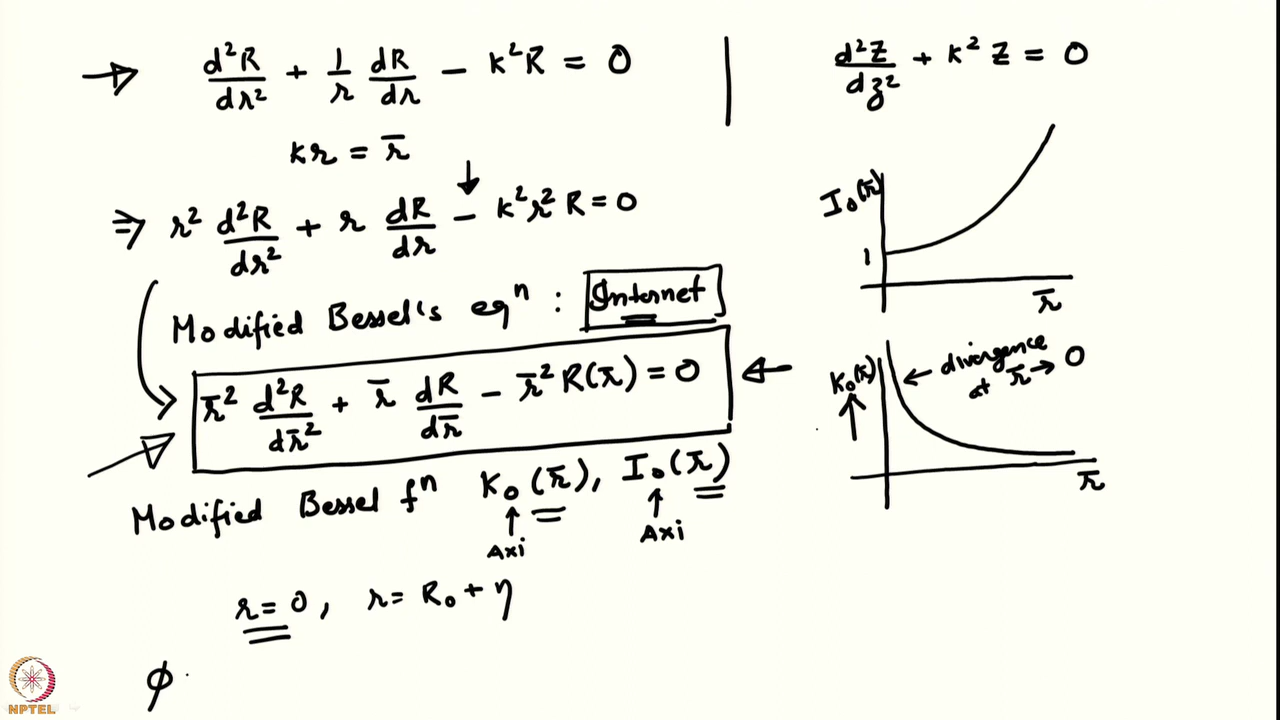 → d²R/dr² + 1/r dR/dr − k²R = 0 | d²Z/dz² + k² Z = 0
kr = r̄
⇒ r² d²R/dr² + r dR/dr − k²r² R = 0
Modified Bessel's eqⁿ : Internet
r̄² d²R/dr̄² + r̄ dR/dr̄ − r̄² R(r̄) = 0 ←
Modified Bessel fⁿ K₀(r̄), I₀(r̄)
↑ Axi ↑ Axi
r = 0, r = R₀ + η
ϕ
I₀(r̄)
1
r̄
K₀(r̄)
← divergence
at r̄ → 0
r̄
NPTEL